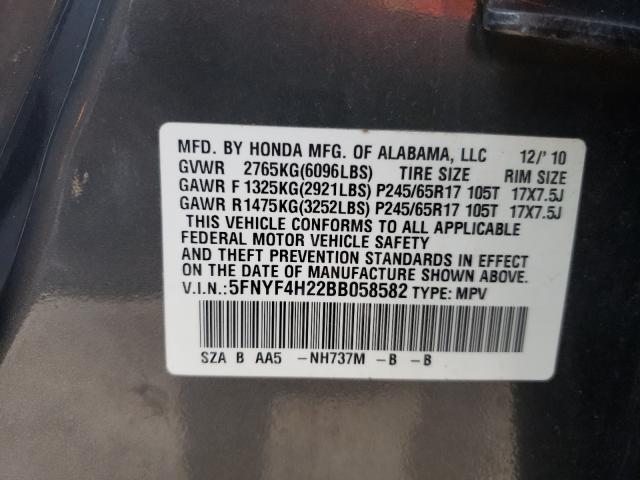 MFD. BY HONDA MFG. OF ALABAMA, LLC 12/'10
GVWR 2765KG(6096LBS) TIRE SIZE RIM SIZE
GAWR F 1325KG(2921LBS) P245/65R17 105T 17X7.5J
GAWR R1475KG(3252LBS) P245/65R17 105T 17X7.5J
THIS VEHICLE CONFORMS TO ALL APPLICABLE
FEDERAL MOTOR VEHICLE SAFETY
AND THEFT PREVENTION STANDARDS IN EFFECT
ON THE DATE OF MANUFACTURE SHOWN ABOVE.
V.I.N.: 5FNYF4H22BB058582 TYPE: MPV
SZA B AA5 -NH737M -B -B